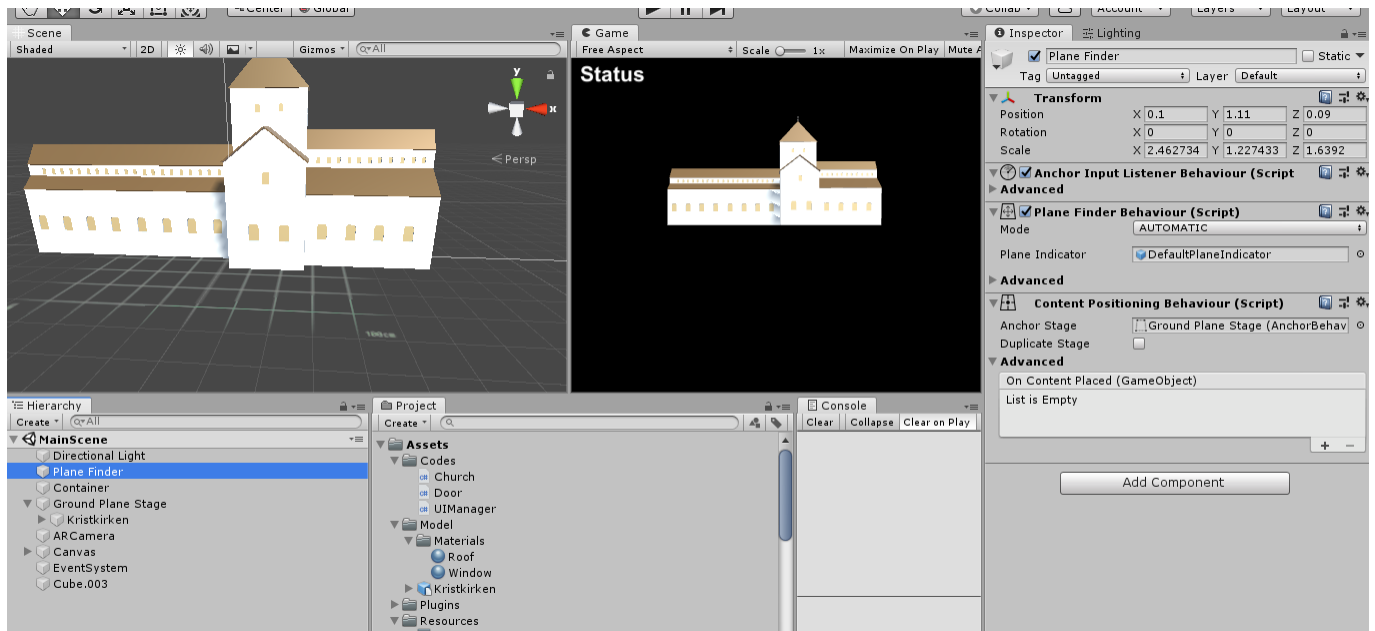 Center Global Collab Account Layers Layout
Scene
Shaded 2D Gizmos All
y
x
Persp
100cm
Game
Free Aspect Scale 1x Maximize On Play Mute A
Status
Inspector Lighting
Plane Finder Static
Tag Untagged Layer Default
Transform
Position X 0.1 Y 1.11 Z 0.09
Rotation X 0 Y 0 Z 0
Scale X 2.462734 Y 1.227433 Z 1.6392
Anchor Input Listener Behaviour (Script
Advanced
Plane Finder Behaviour (Script)
Mode AUTOMATIC
Plane Indicator DefaultPlaneIndicator
Advanced
Content Positioning Behaviour (Script)
Anchor Stage Ground Plane Stage (AnchorBehav
Duplicate Stage
Advanced
On Content Placed (GameObject)
List is Empty
+ −
Add Component
Hierarchy
Create All
MainScene
Directional Light
Plane Finder
Container
Ground Plane Stage
Kristkirken
ARCamera
Canvas
EventSystem
Cube.003
Project
Create
Assets
Codes
C# Church
C# Door
C# UIManager
Model
Materials
Roof
Window
Kristkirken
Plugins
Resources
Console
Clear Collapse Clear on Play